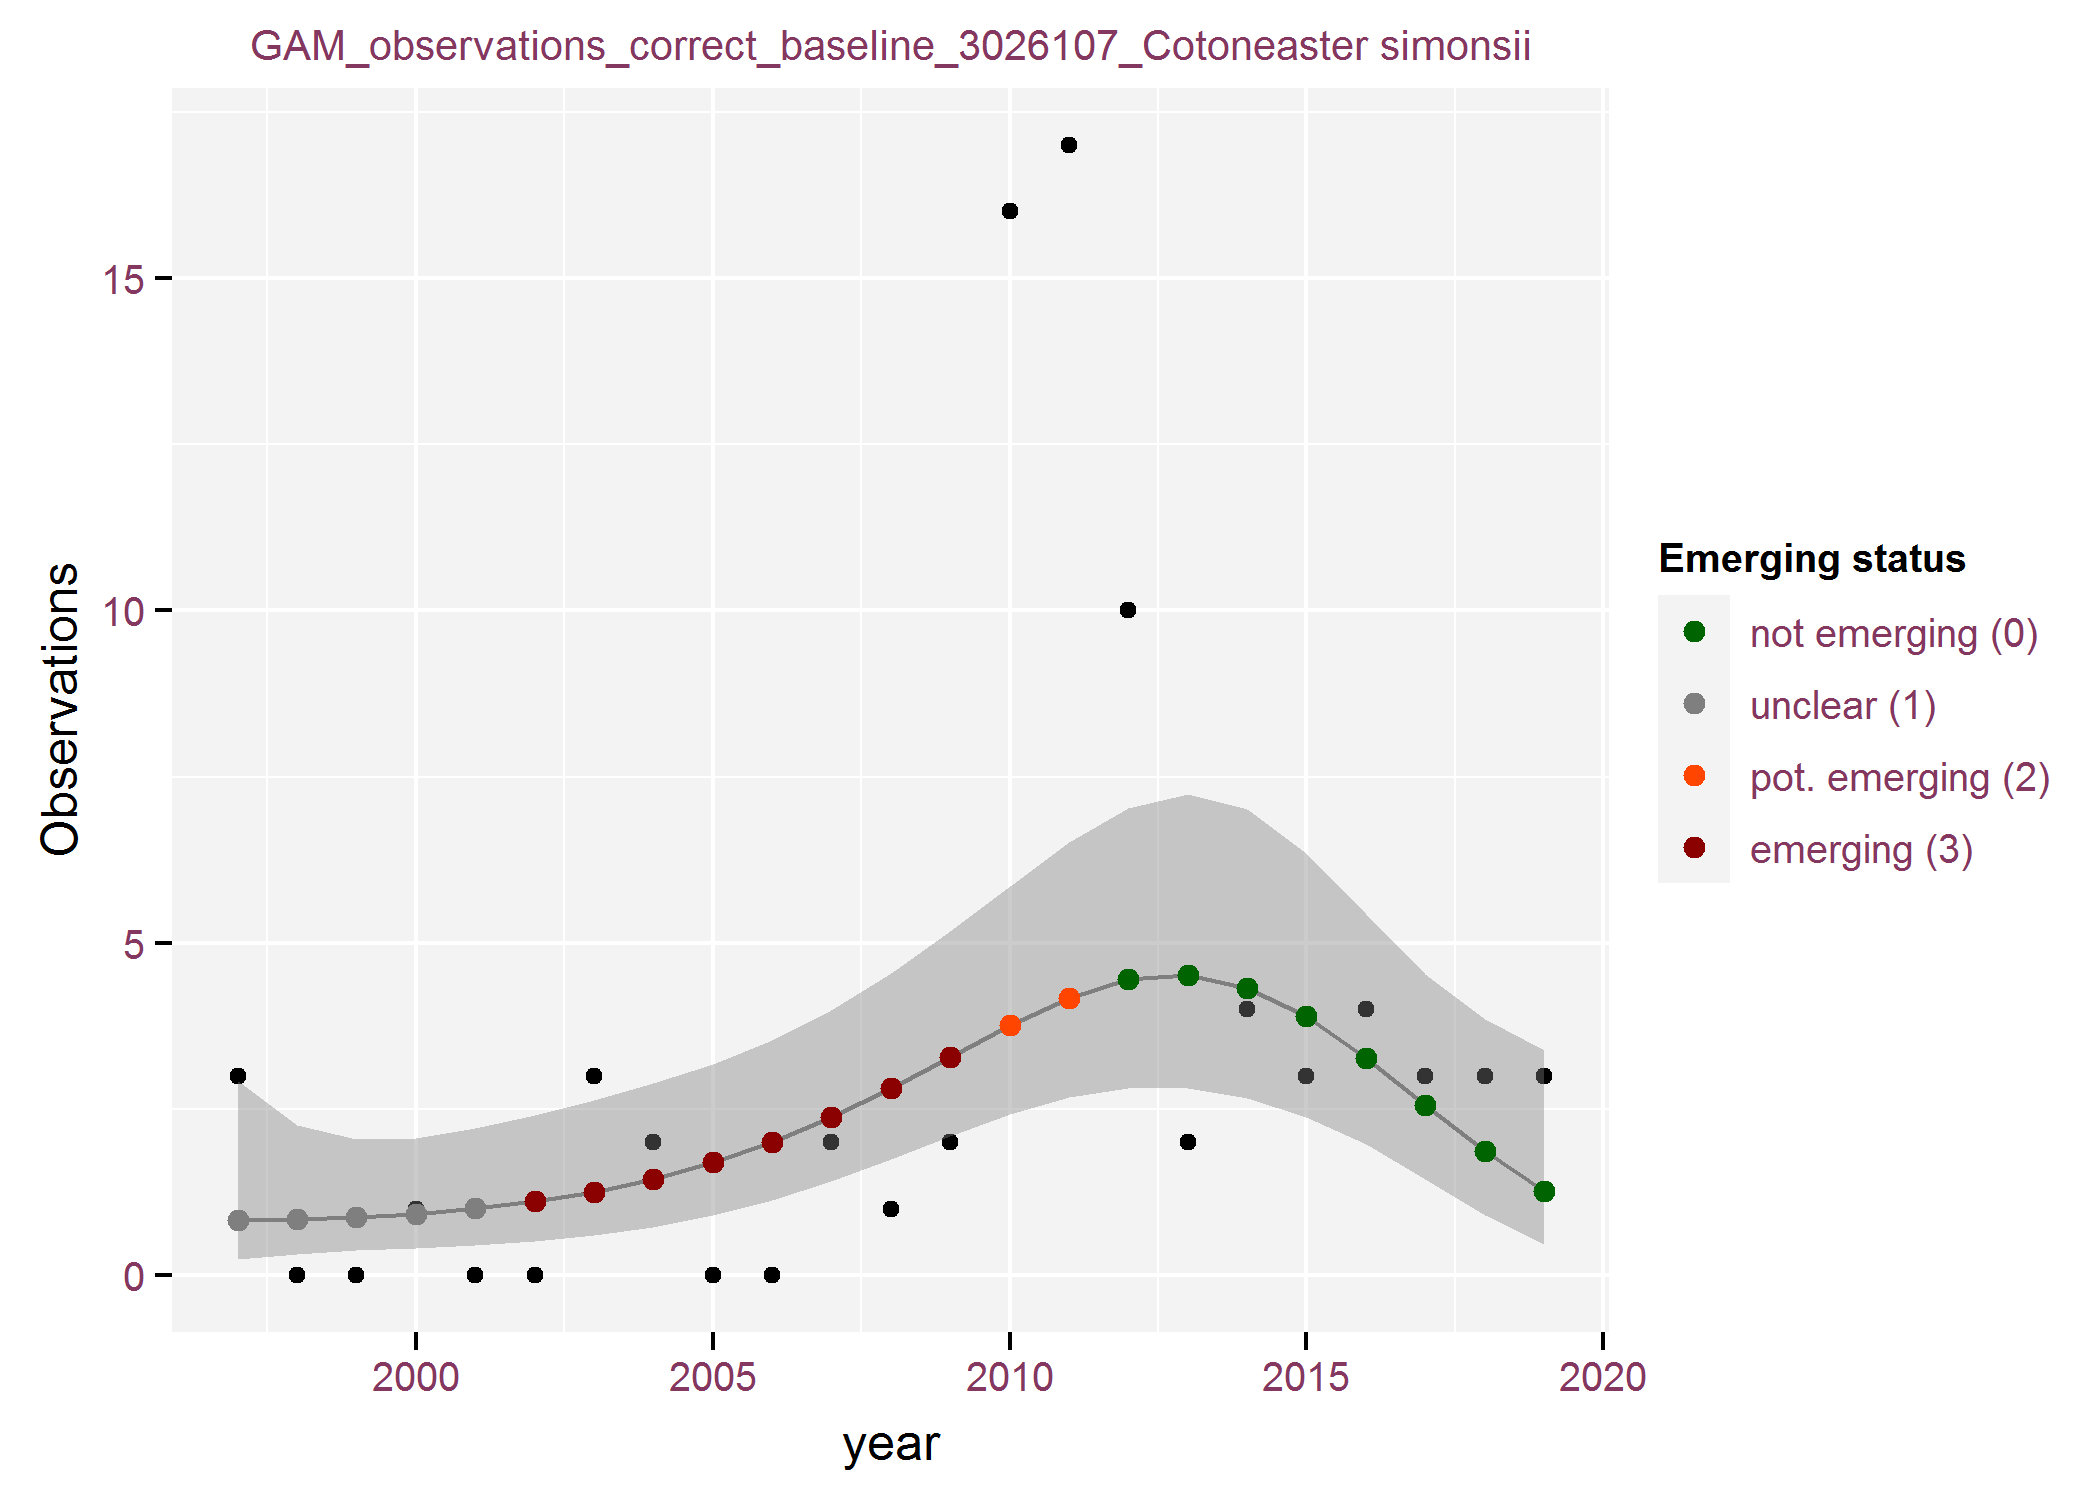 GAM_observations_correct_baseline_3026107_Cotoneaster simonsii
Observations
15
10
5
0
2000
2005
2010
2015
2020
year
Emerging status
not emerging (0)
unclear (1)
pot. emerging (2)
emerging (3)